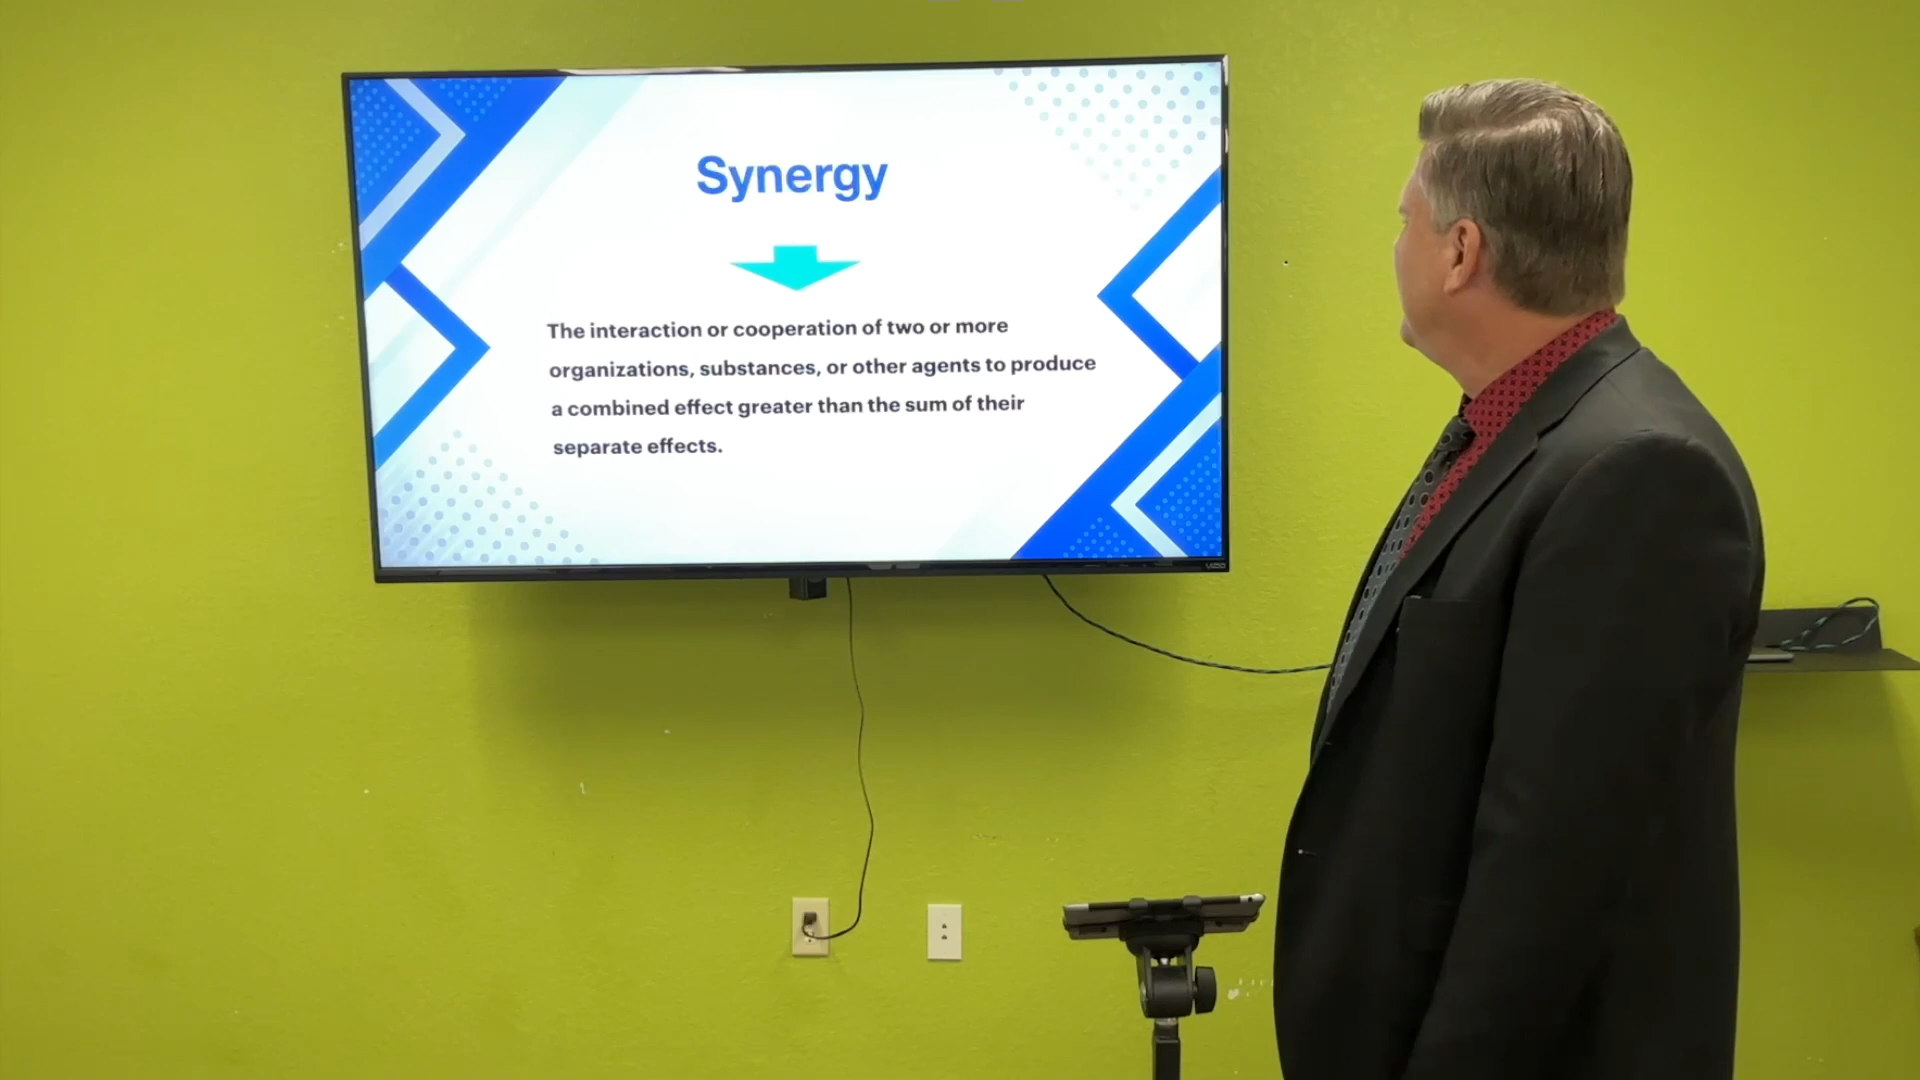 Synergy
The interaction or cooperation of two or more
organizations, substances, or other agents to produce
a combined effect greater than the sum of their
separate effects.
VIZIO